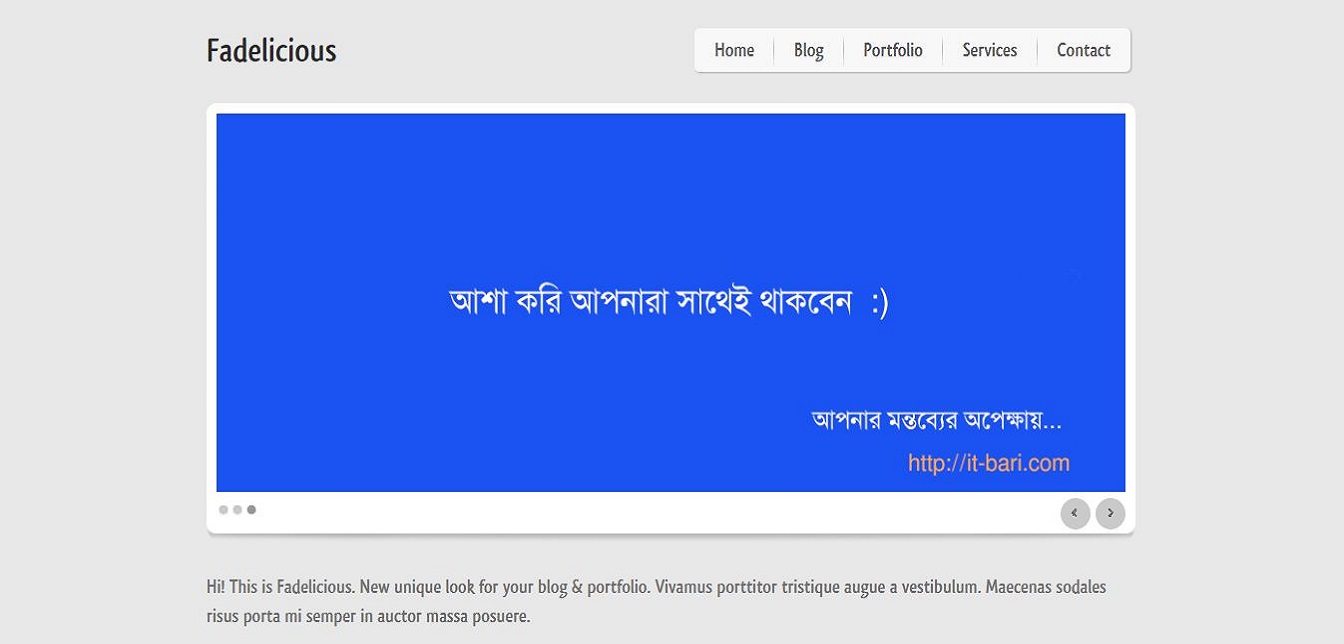 Fadelicious
Home Blog Portfolio Services Contact
আশা করি আপনারা সাথেই থাকবেন :)
আপনার মন্তব্যের অপেক্ষায়...
http://it-bari.com
Hi! This is Fadelicious. New unique look for your blog & portfolio. Vivamus porttitor tristique augue a vestibulum. Maecenas sodales
risus porta mi semper in auctor massa posuere.